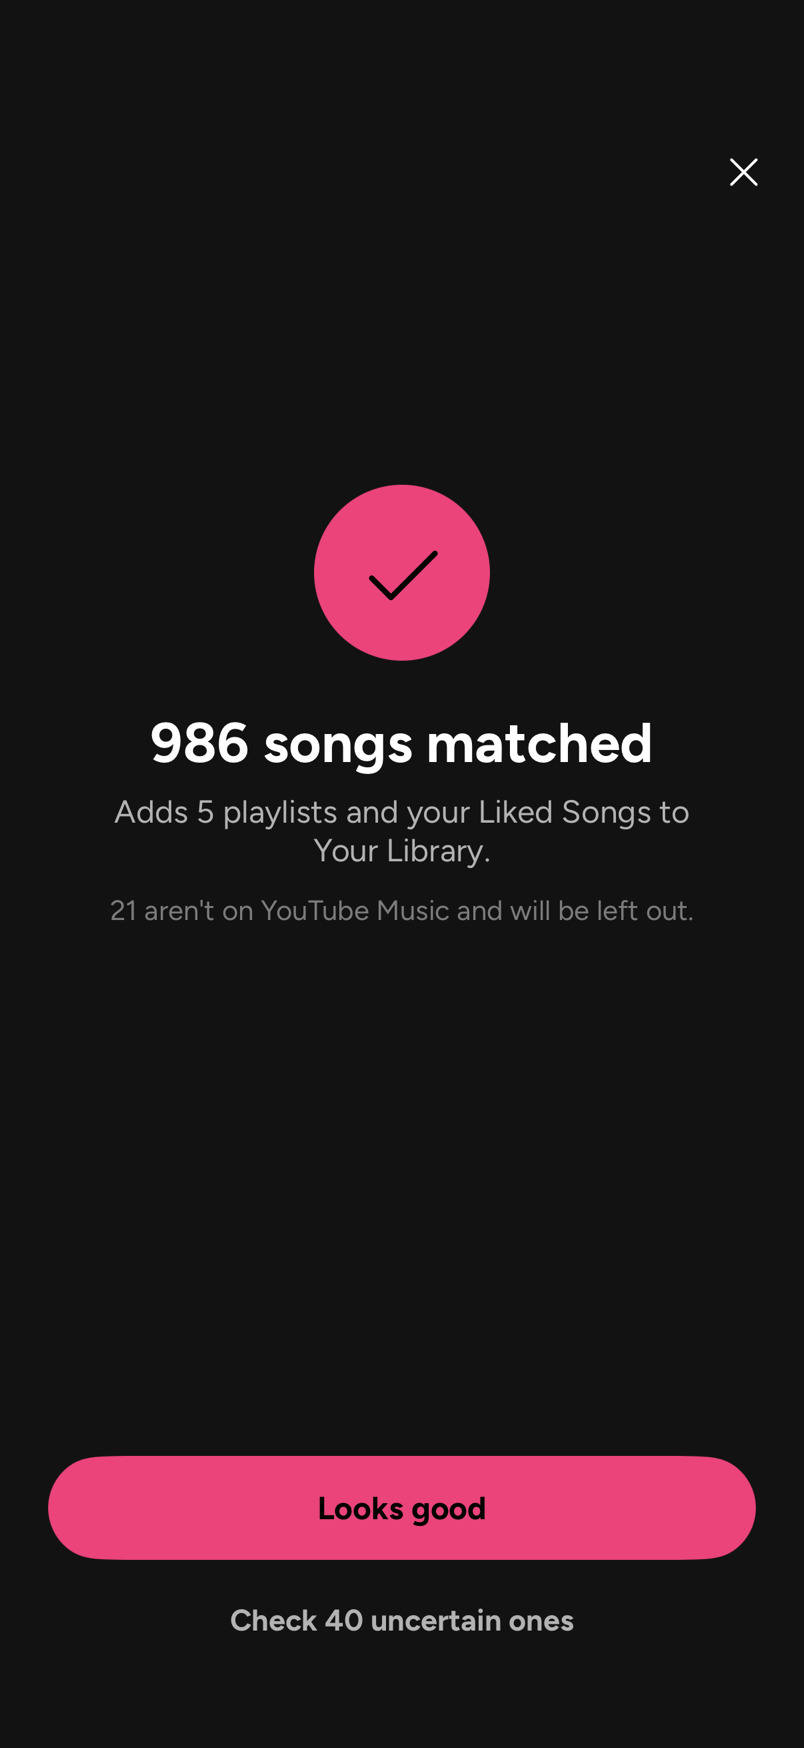 986 songs matched
Adds 5 playlists and your Liked Songs to
Your Library.
21 aren't on YouTube Music and will be left out.
Looks good
Check 40 uncertain ones